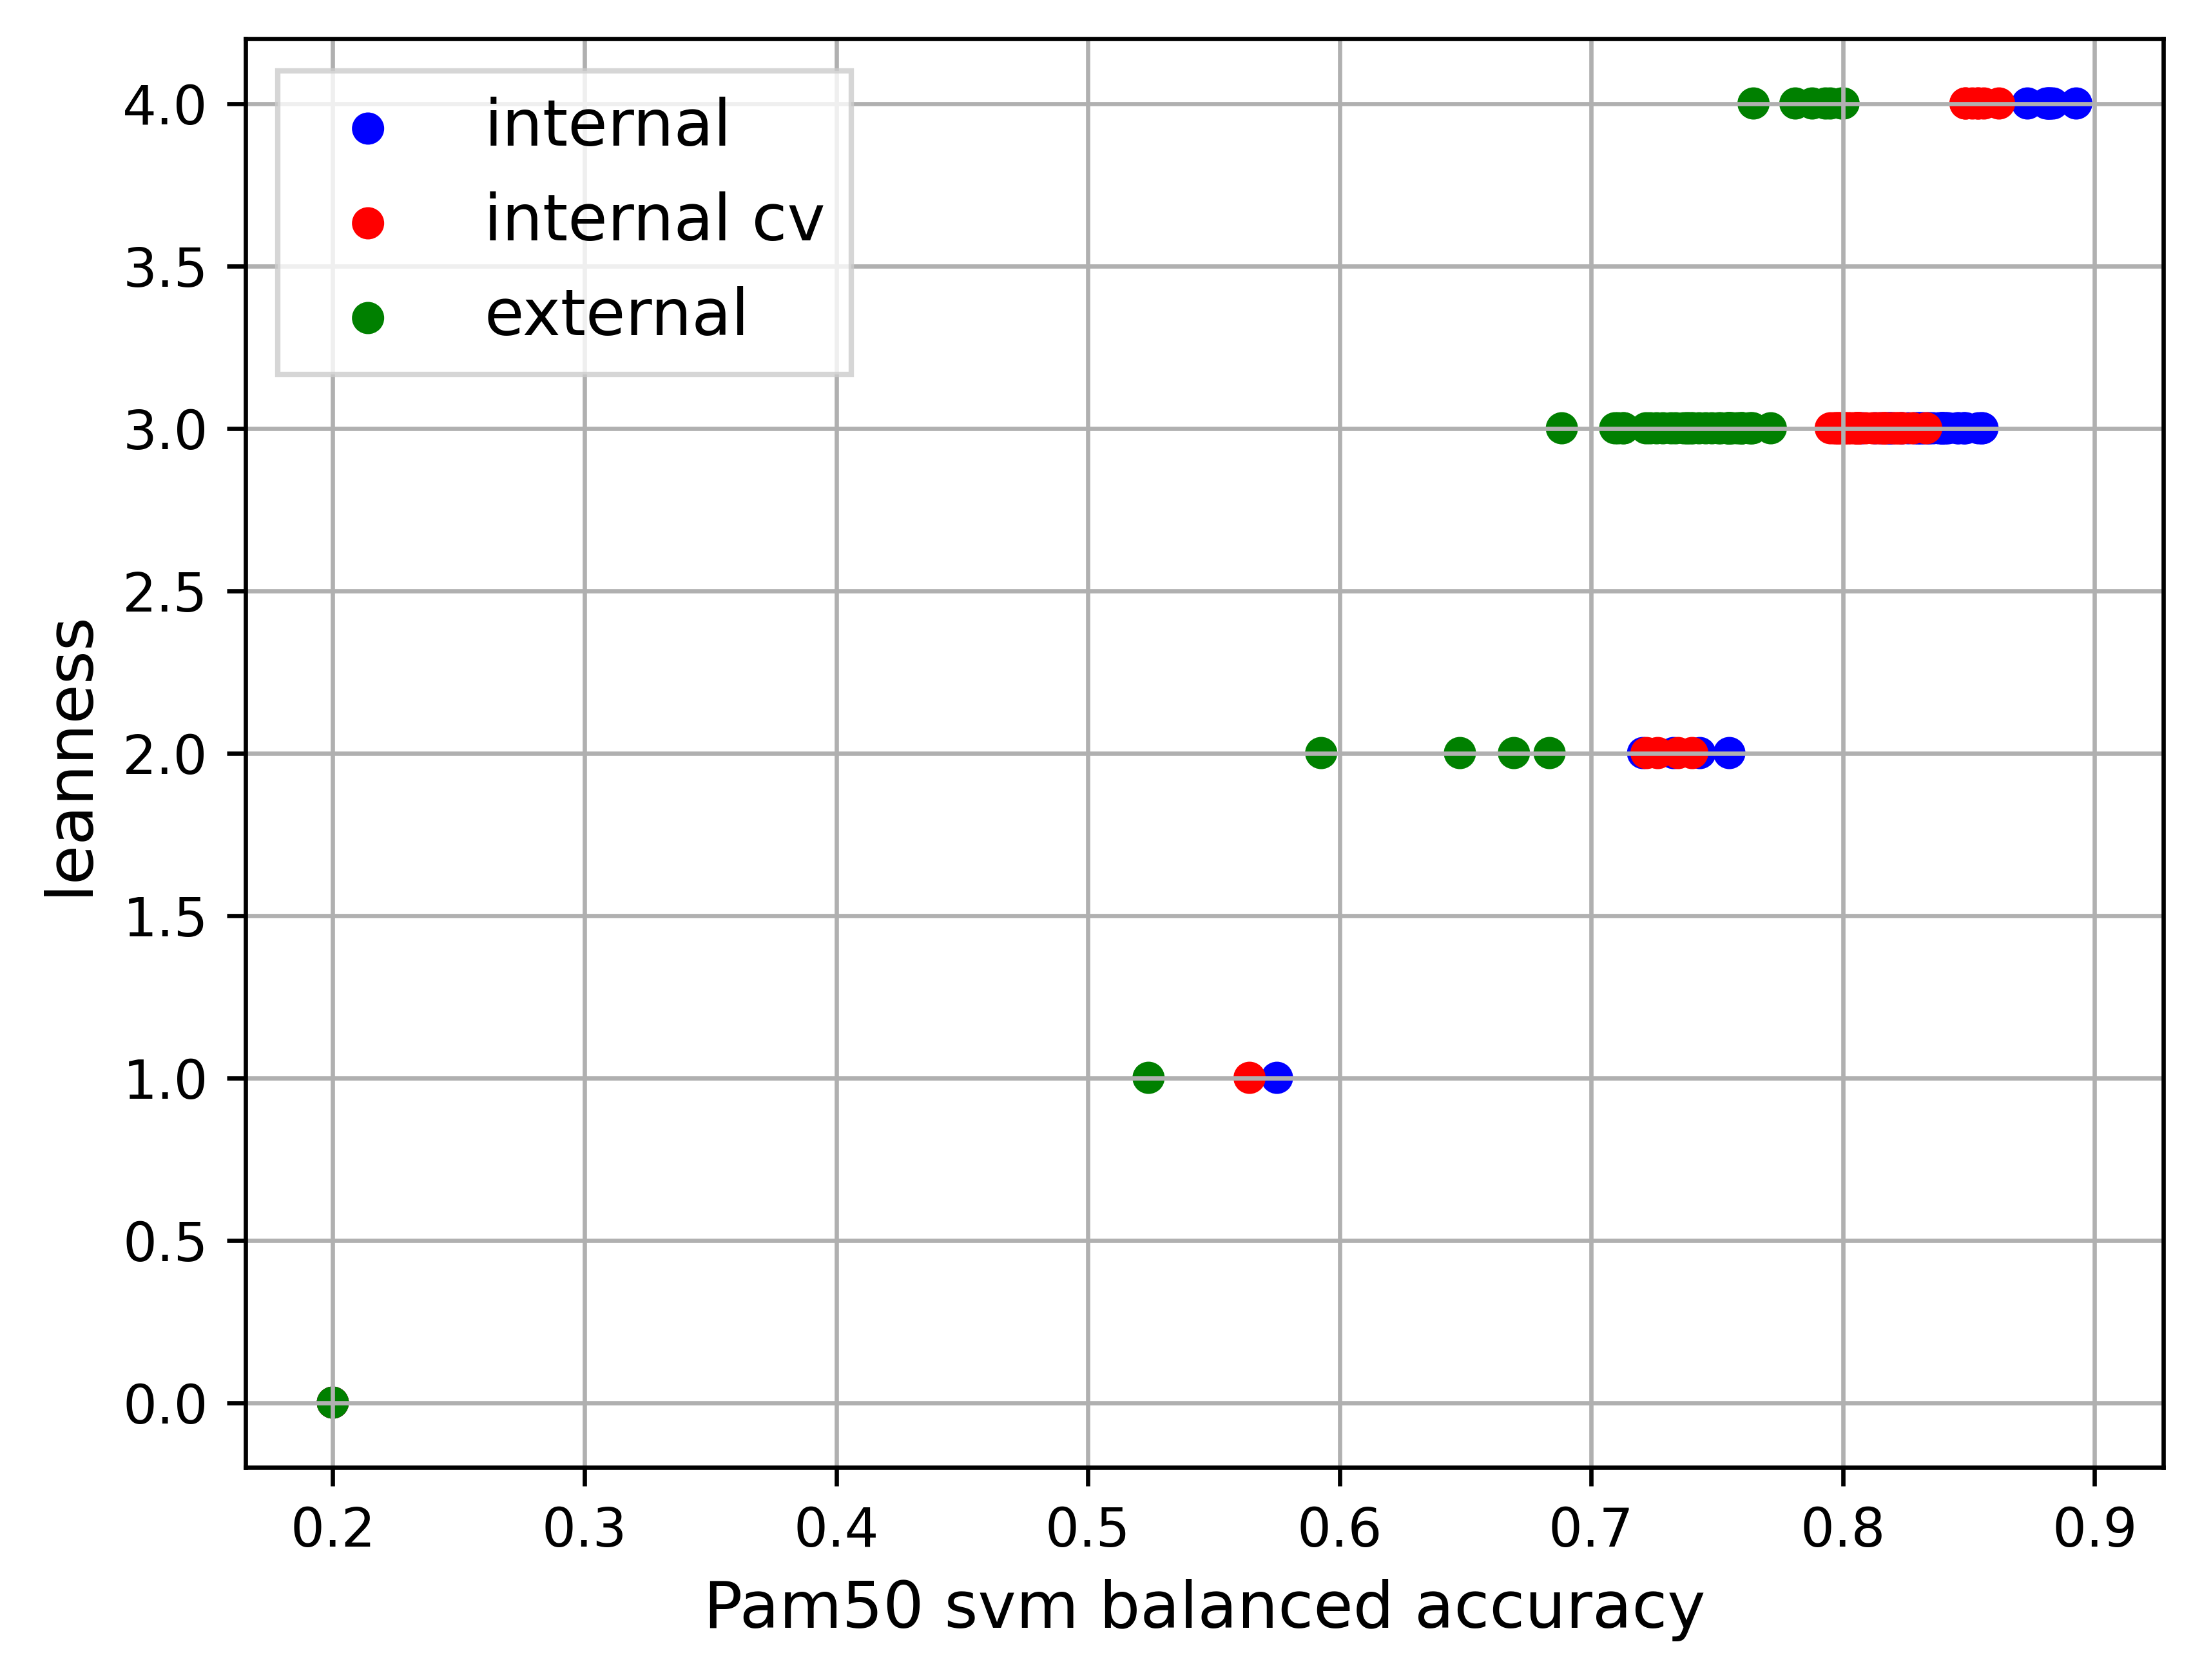 internal
internal cv
external
4.0
3.5
3.0
2.5
2.0
1.5
1.0
0.5
0.0
leanness
0.2 0.3 0.4 0.5 0.6 0.7 0.8 0.9
Pam50 svm balanced accuracy